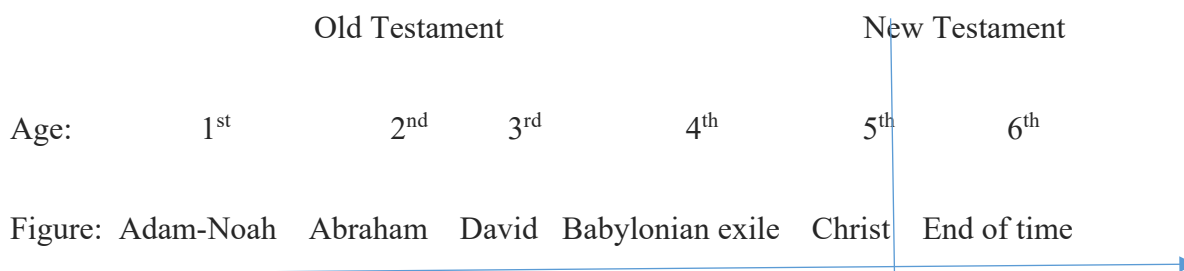 Old Testament New Testament
Age: 1st 2nd 3rd 4th 5th 6th
Figure: Adam-Noah Abraham David Babylonian exile Christ End of time